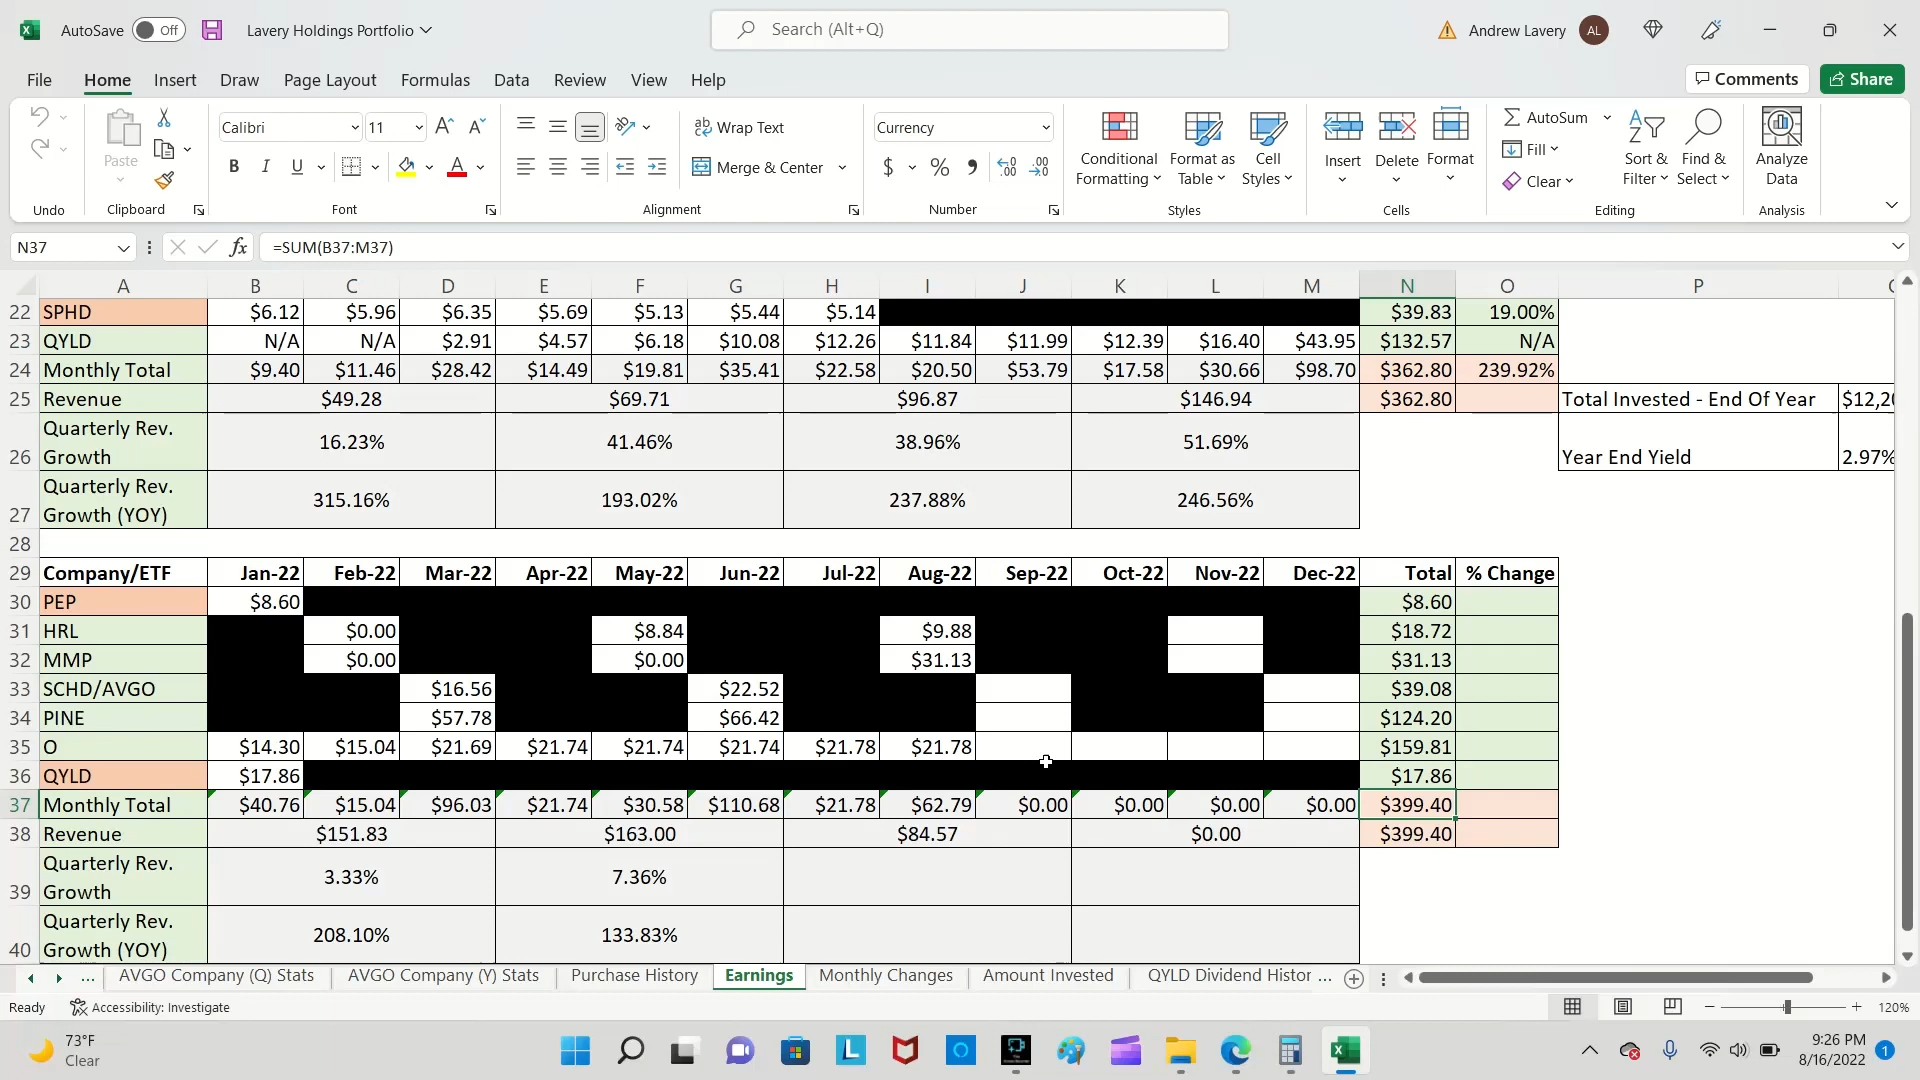 AutoSave Off Lavery Holdings Portfolio Search (Alt+Q) Andrew Lavery AL
File Home Insert Draw Page Layout Formulas Data Review View Help Comments Share
Paste Calibri 11 Wrap Text Currency Conditional Formatting Format as Table Cell Styles Insert Delete Format AutoSum Sort & Filter Find & Select Analyze Data
B I U Merge & Center $ % Fill
Clear
Undo Clipboard Font Alignment Number Styles Cells Editing Analysis
N37 fx =SUM(B37:M37)
A B C D E F G H I J K L M N O P
22 SPHD $6.12 $5.96 $6.35 $5.69 $5.13 $5.44 $5.14 $39.83 19.00%
23 QYLD N/A N/A $2.91 $4.57 $6.18 $10.08 $12.26 $11.84 $11.99 $12.39 $16.40 $43.95 $132.57 N/A
24 Monthly Total $9.40 $11.46 $28.42 $14.49 $19.81 $35.41 $22.58 $20.50 $53.79 $17.58 $30.66 $98.70 $362.80 239.92%
25 Revenue $49.28 $69.71 $96.87 $146.94 $362.80 Total Invested - End Of Year $12,20
26 Quarterly Rev. Growth 16.23% 41.46% 38.96% 51.69% Year End Yield 2.97%
27 Quarterly Rev. Growth (YOY) 315.16% 193.02% 237.88% 246.56%
28
29 Company/ETF Jan-22 Feb-22 Mar-22 Apr-22 May-22 Jun-22 Jul-22 Aug-22 Sep-22 Oct-22 Nov-22 Dec-22 Total % Change
30 PEP $8.60 $8.60
31 HRL $0.00 $8.84 $9.88 $18.72
32 MMP $0.00 $0.00 $31.13 $31.13
33 SCHD/AVGO $16.56 $22.52 $39.08
34 PINE $57.78 $66.42 $124.20
35 O $14.30 $15.04 $21.69 $21.74 $21.74 $21.74 $21.78 $21.78 $159.81
36 QYLD $17.86 $17.86
37 Monthly Total $40.76 $15.04 $96.03 $21.74 $30.58 $110.68 $21.78 $62.79 $0.00 $0.00 $0.00 $0.00 $399.40
38 Revenue $151.83 $163.00 $84.57 $0.00 $399.40
39 Quarterly Rev. Growth 3.33% 7.36%
40 Quarterly Rev. Growth (YOY) 208.10% 133.83%
... AVGO Company (Q) Stats AVGO Company (Y) Stats Purchase History Earnings Monthly Changes Amount Invested QYLD Dividend Histor ...
Ready Accessibility: Investigate 120%
73°F
Clear
9:26 PM
8/16/2022 1